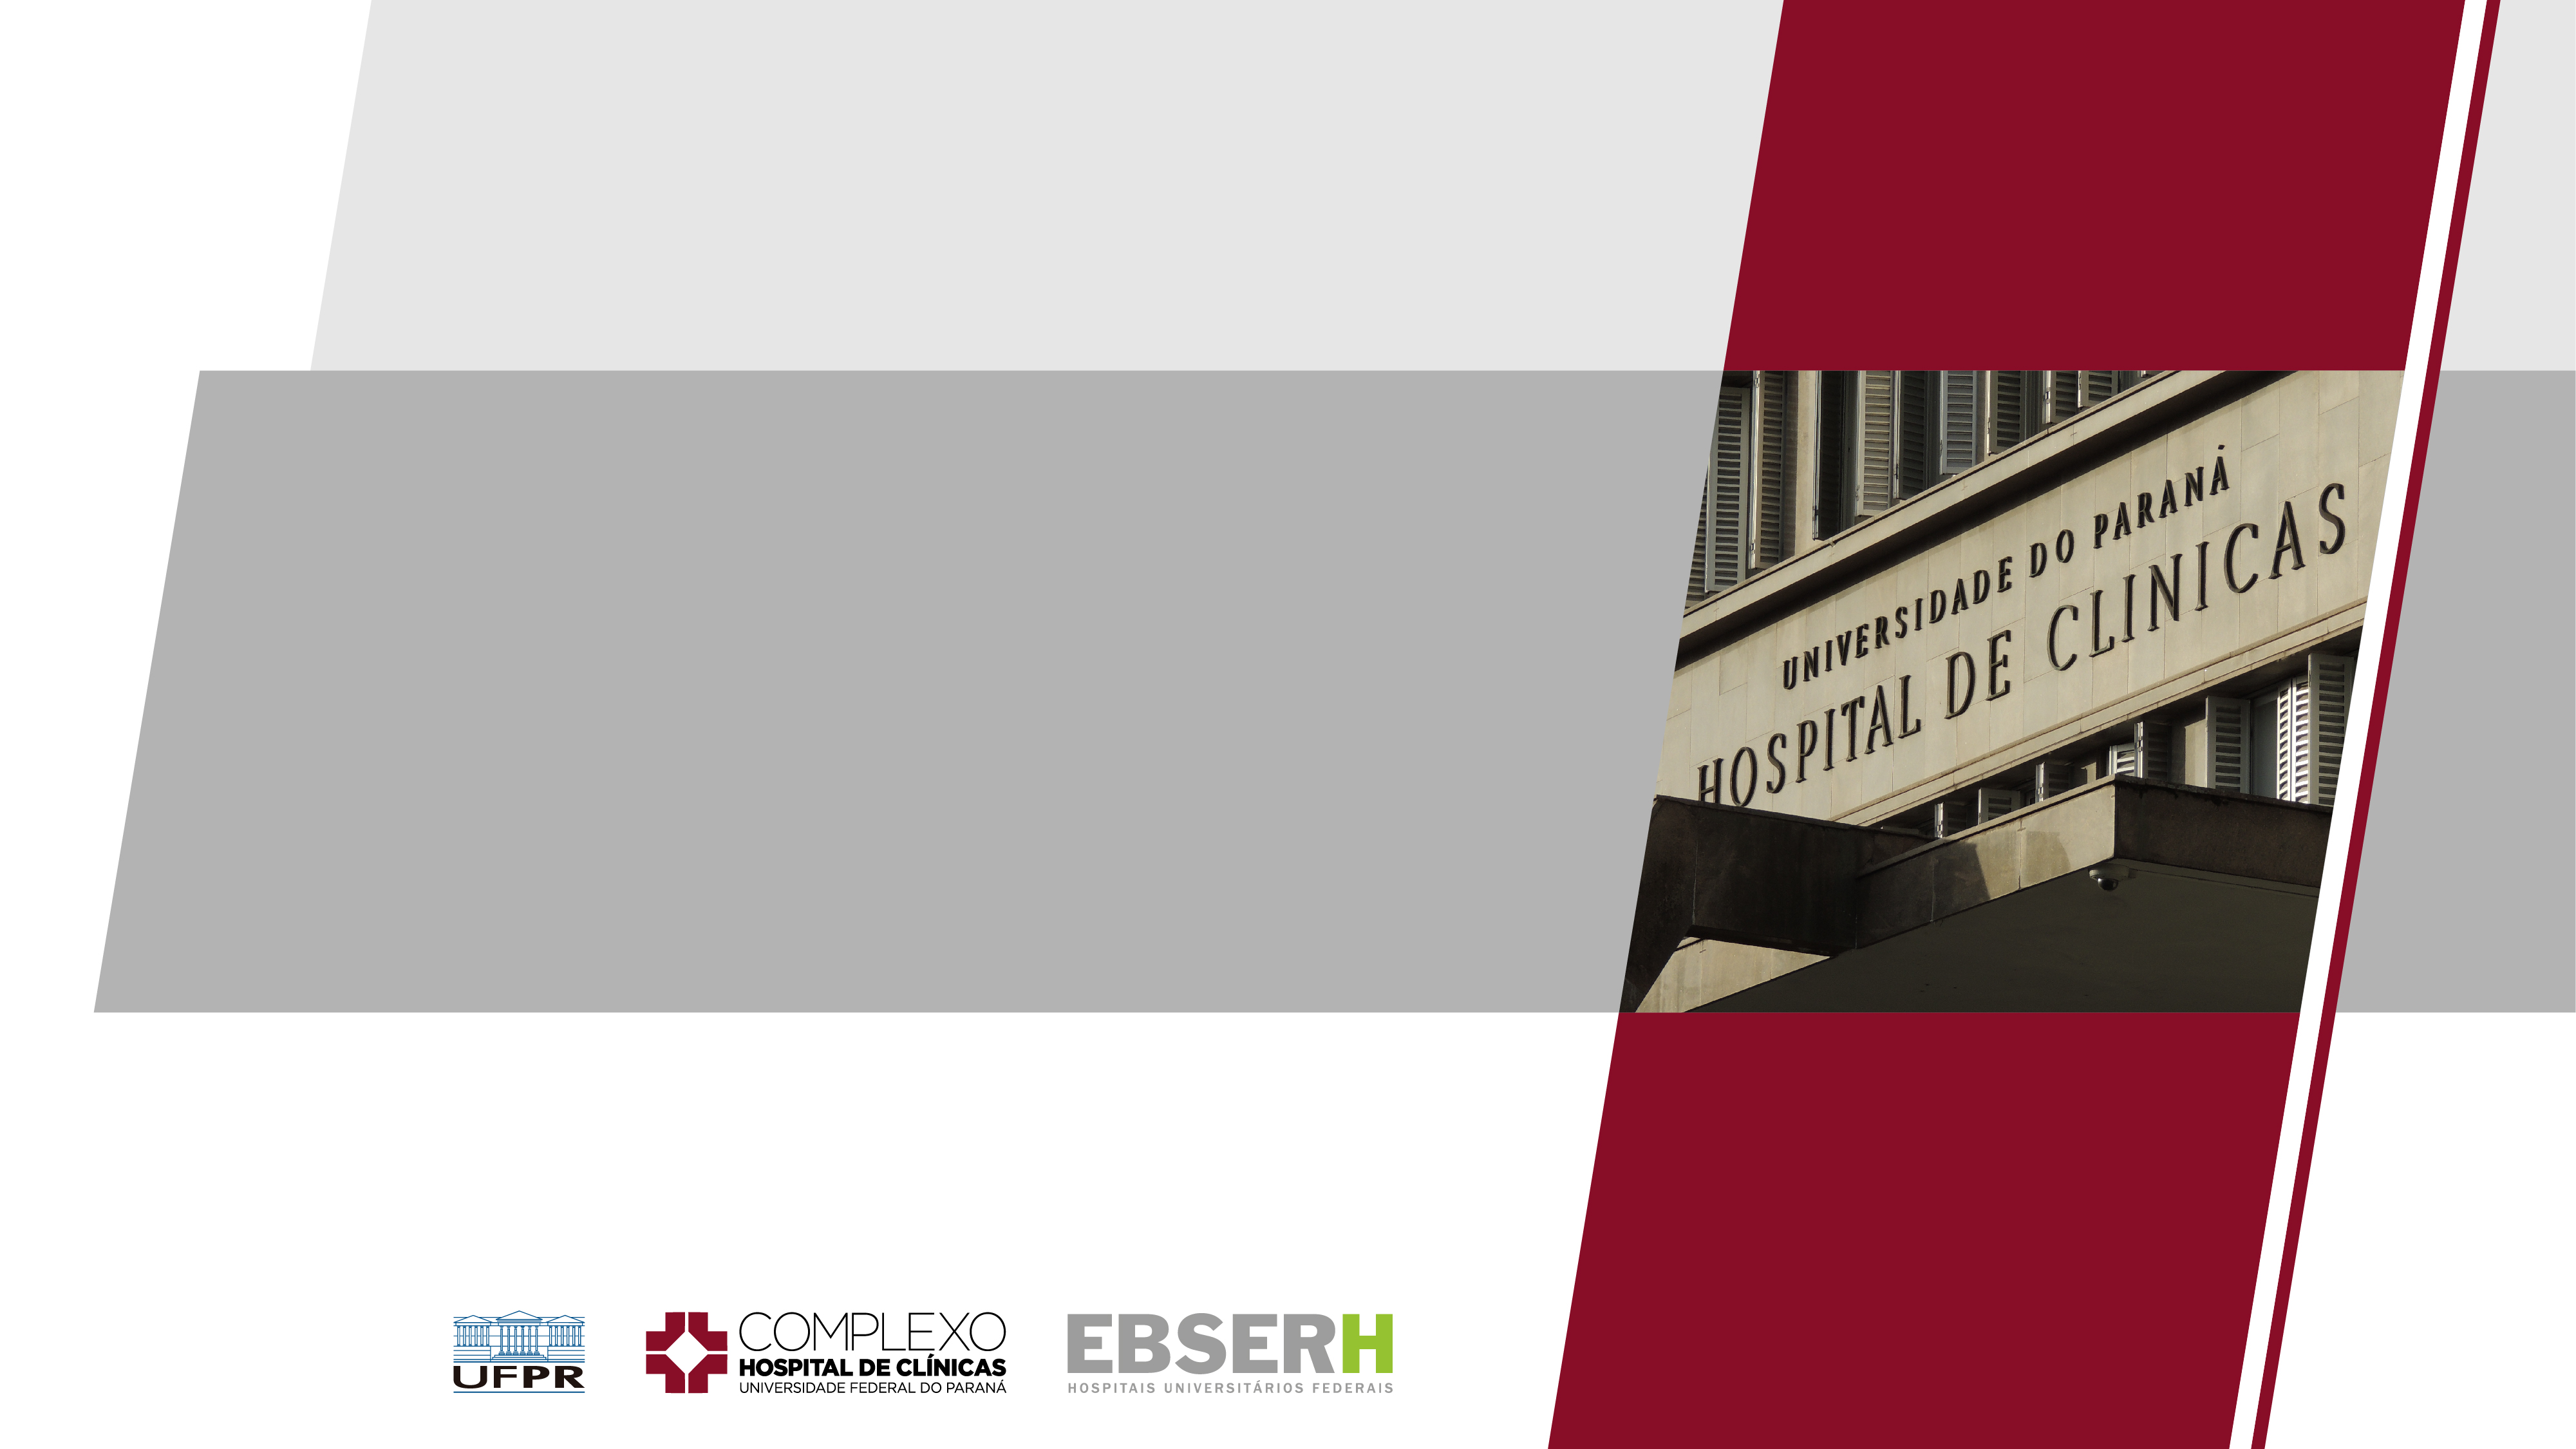 UNIVERSIDADE DO PARANÁ
HOSPITAL DE CLINICAS
UFPR
COMPLEXO
HOSPITAL DE CLÍNICAS
UNIVERSIDADE FEDERAL DO PARANÁ
EBSERH
HOSPITAIS UNIVERSITÁRIOS FEDERAIS